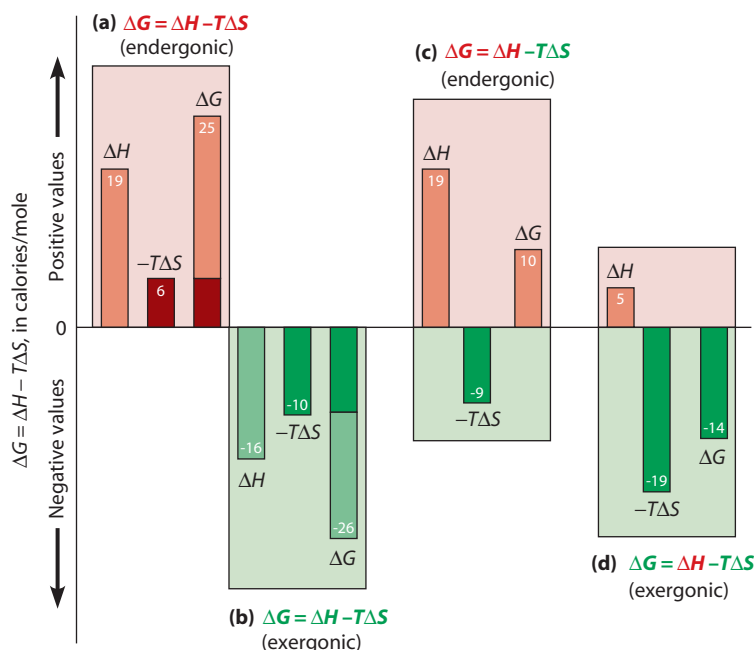 (a) ΔG = ΔH –TΔS
(endergonic)
ΔG
25
ΔH
19
–TΔS
6
(c) ΔG = ΔH –TΔS
(endergonic)
ΔH
19
ΔG
10
ΔH
5
Positive values
0
Negative values
ΔG = ΔH – TΔS, in calories/mole
-16
ΔH
-10
–TΔS
-26
ΔG
-9
–TΔS
-19
–TΔS
-14
ΔG
(b) ΔG = ΔH –TΔS
(exergonic)
(d) ΔG = ΔH –TΔS
(exergonic)